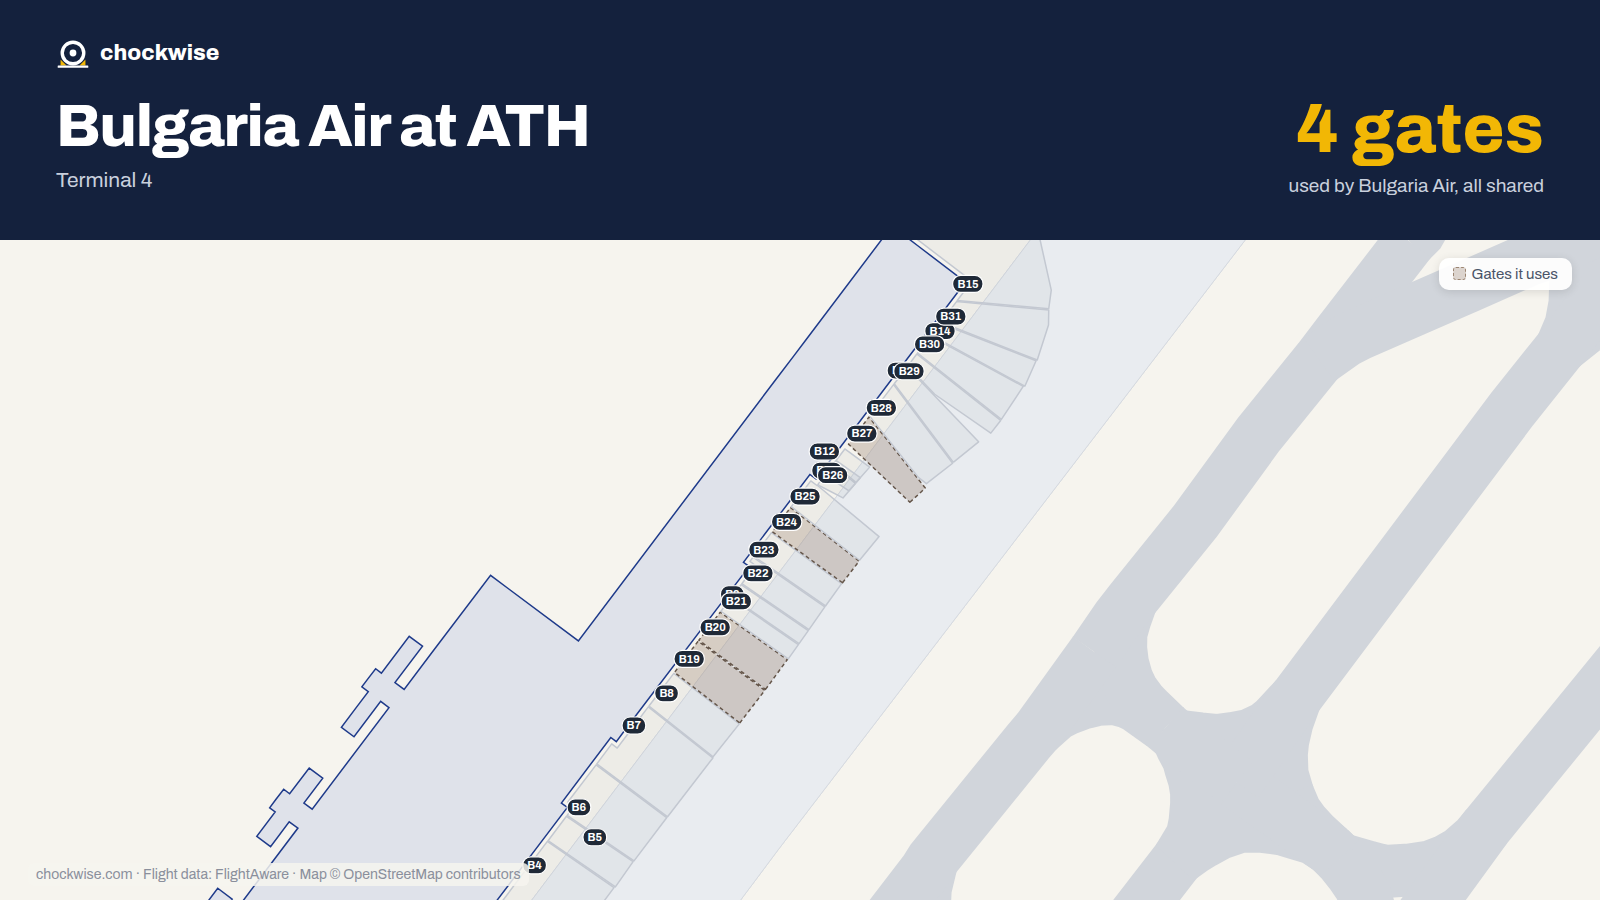 chockwise
Bulgaria Air at ATH
Terminal 4
4 gates
used by Bulgaria Air, all shared
Gates it uses
B15
B31
B14
B30
B29
B28
B27
B12
B26
B25
B24
B23
B22
B21
B20
B19
B8
B7
B6
B5
B4
chockwise.com · Flight data: FlightAware · Map © OpenStreetMap contributors